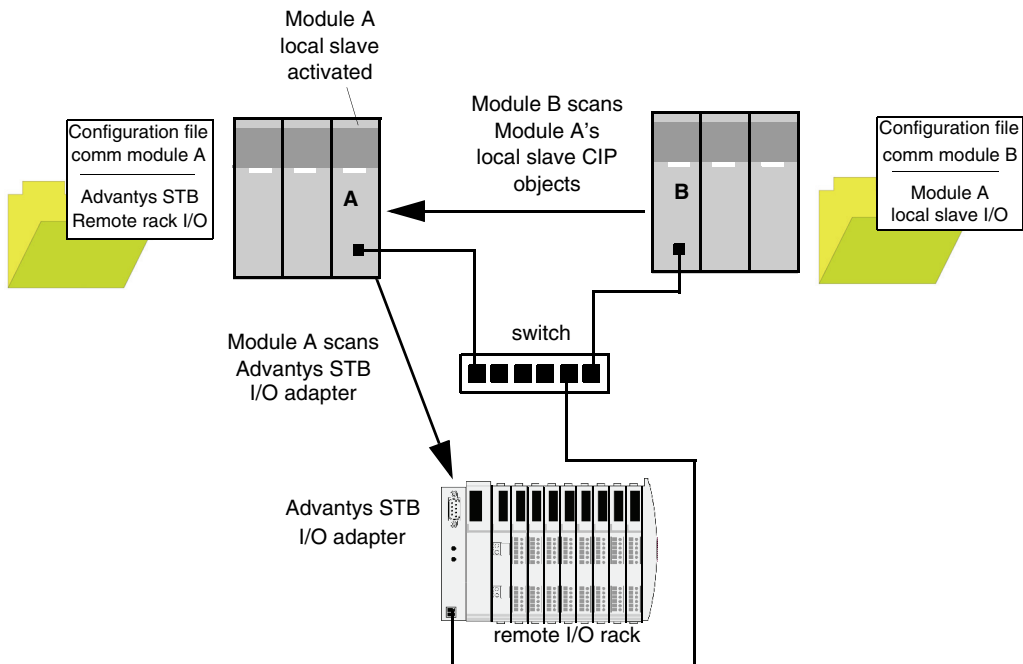 Module A
local slave
activated
Configuration file
comm module A
Advantys STB
Remote rack I/O
A
Module B scans
Module A’s
local slave CIP
objects
B
Configuration file
comm module B
Module A
local slave I/O
Module A scans
Advantys STB
I/O adapter
switch
Advantys STB
I/O adapter
remote I/O rack